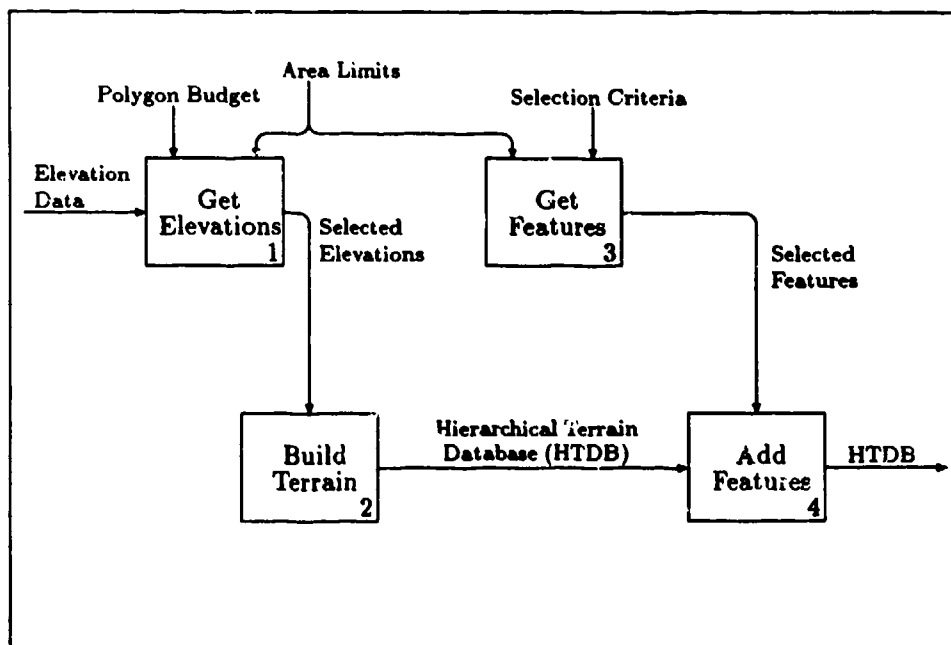 Area Limits
Polygon Budget
Selection Criteria
Elevation
Data
Get
Elevations
1
Get
Features
3
Selected
Elevations
Selected
Features
Build
Terrain
2
Hierarchical Terrain
Database (HTDB)
Add
Features
4
HTDB